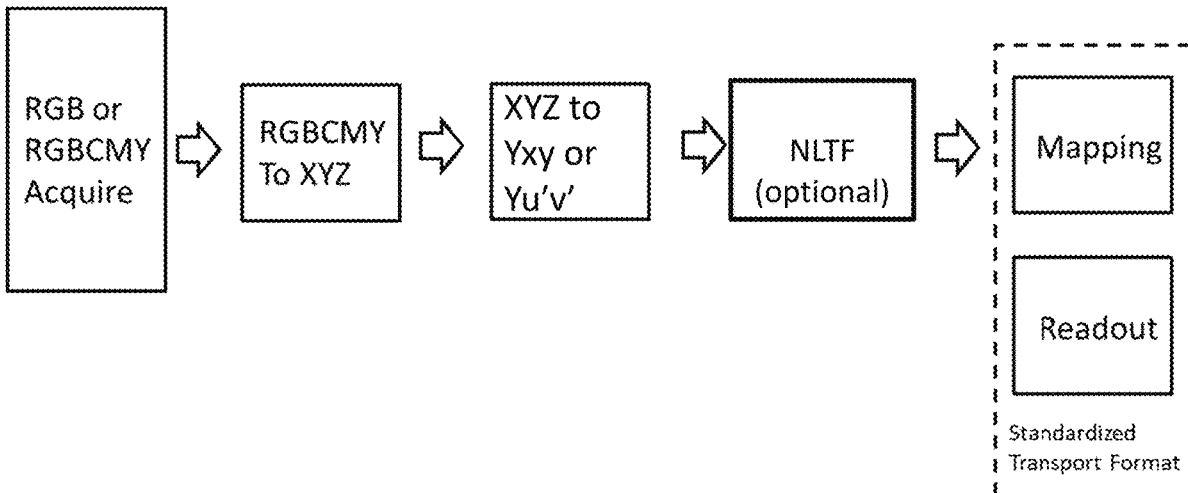 RGB or
RGBCMY
Acquire
RGBCMY
To XYZ
XYZ to
Yxy or
Yu'v'
NLTF
(optional)
Mapping
Readout
Standardized
Transport Format